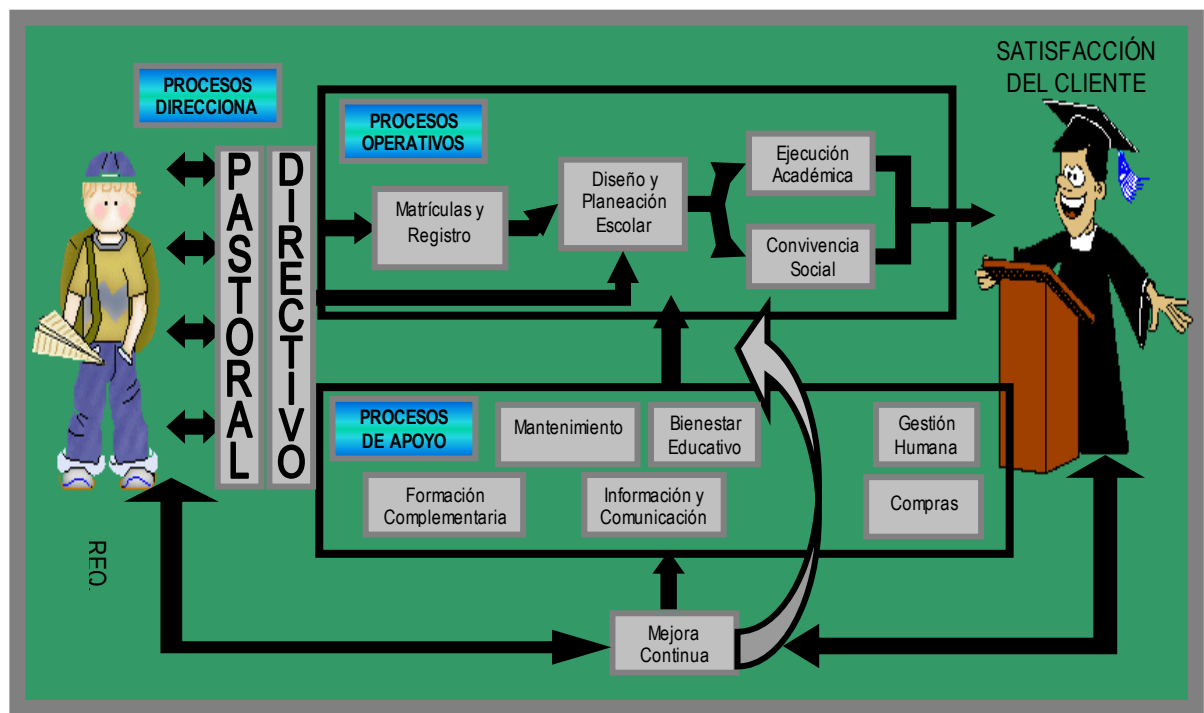 SATISFACCIÓN
DEL CLIENTE
PROCESOS
DIRECCIONA
PROCESOS
OPERATIVOS
PASTORAL
DIRECTIVO
Matrículas y
Registro
Diseño y
Planeación
Escolar
Ejecución
Académica
Convivencia
Social
PROCESOS
DE APOYO
Mantenimiento
Bienestar
Educativo
Gestión
Humana
Formación
Complementaria
Información y
Comunicación
Compras
REQ.
Mejora
Continua